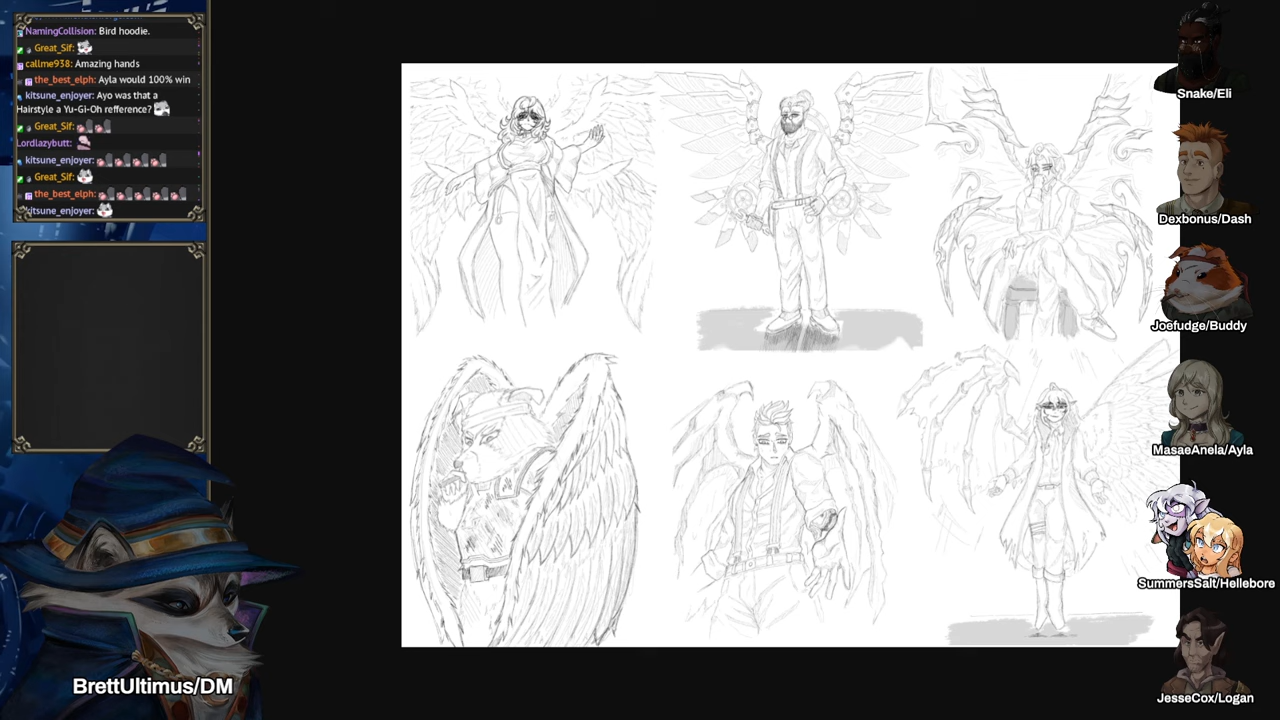 NamingCollision: Bird hoodie.
Great_Sif:
callme938: Amazing hands
the_best_elph: Ayla would 100% win
kitsune_enjoyer: Ayo was that a
Hairstyle a Yu-Gi-Oh refference?
Great_Sif:
Lordlazybutt:
kitsune_enjoyer:
Great_Sif:
the_best_elph:
kitsune_enjoyer:
BrettUltimus/DM
Snake/Eli
Dexbonus/Dash
Joefudge/Buddy
MasaeAnela/Ayla
SummersSalt/Hellebore
JesseCox/Logan